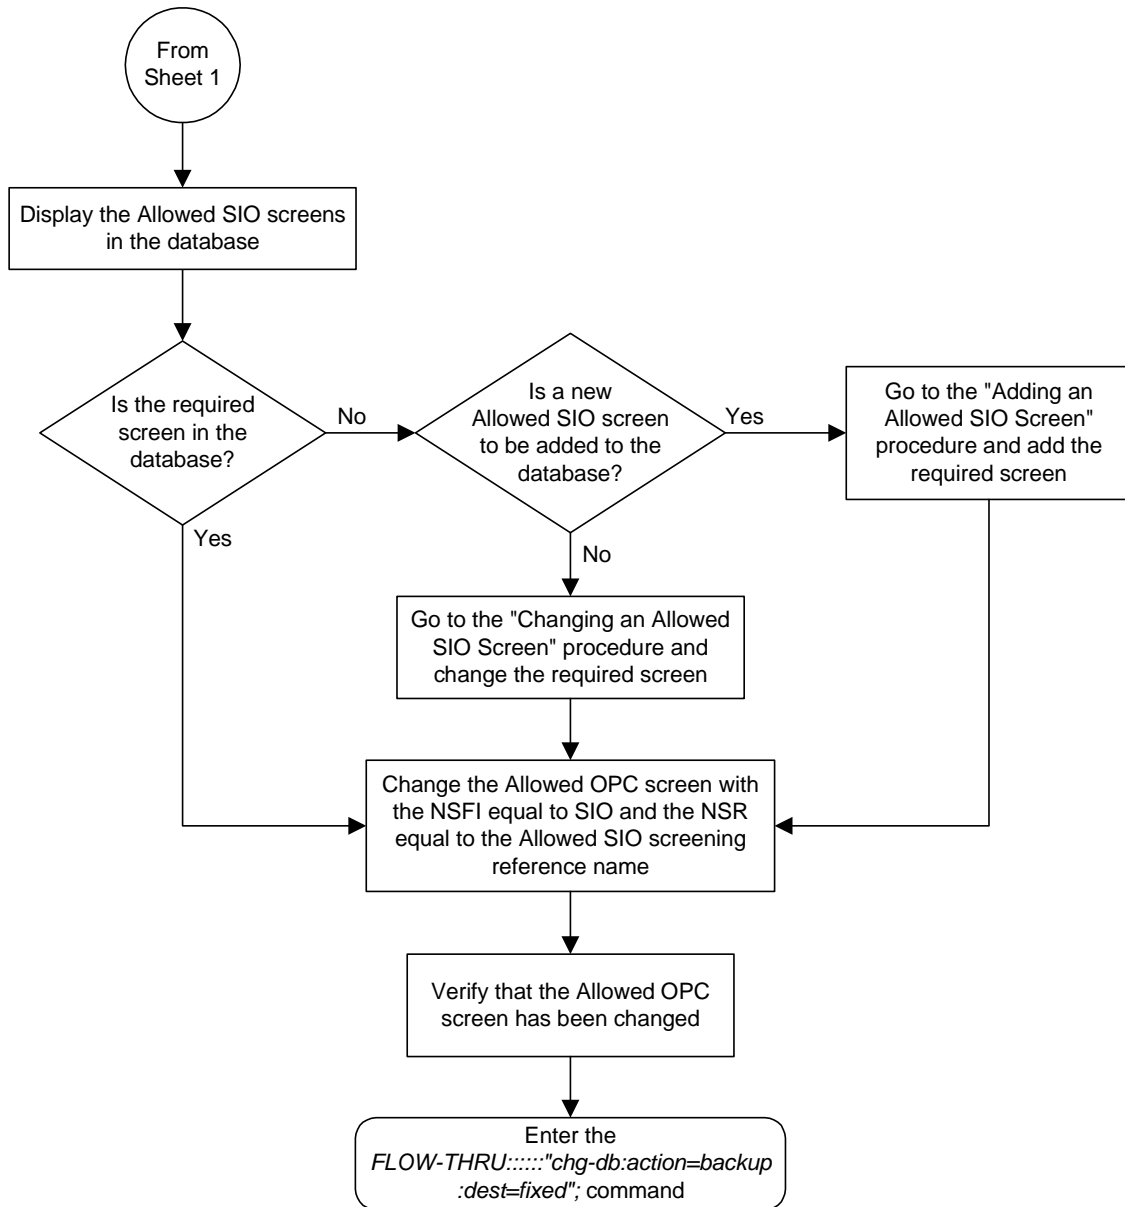 From
Sheet 1
Display the Allowed SIO screens
in the database
Is the required
screen in the
database?
No
Yes
Is a new
Allowed SIO screen
to be added to the
database?
Yes
No
Go to the "Adding an
Allowed SIO Screen"
procedure and add the
required screen
Go to the "Changing an Allowed
SIO Screen" procedure and
change the required screen
Change the Allowed OPC screen with
the NSFI equal to SIO and the NSR
equal to the Allowed SIO screening
reference name
Verify that the Allowed OPC
screen has been changed
Enter the
FLOW-THRU::::::"chg-db:action=backup
:dest=fixed"; command